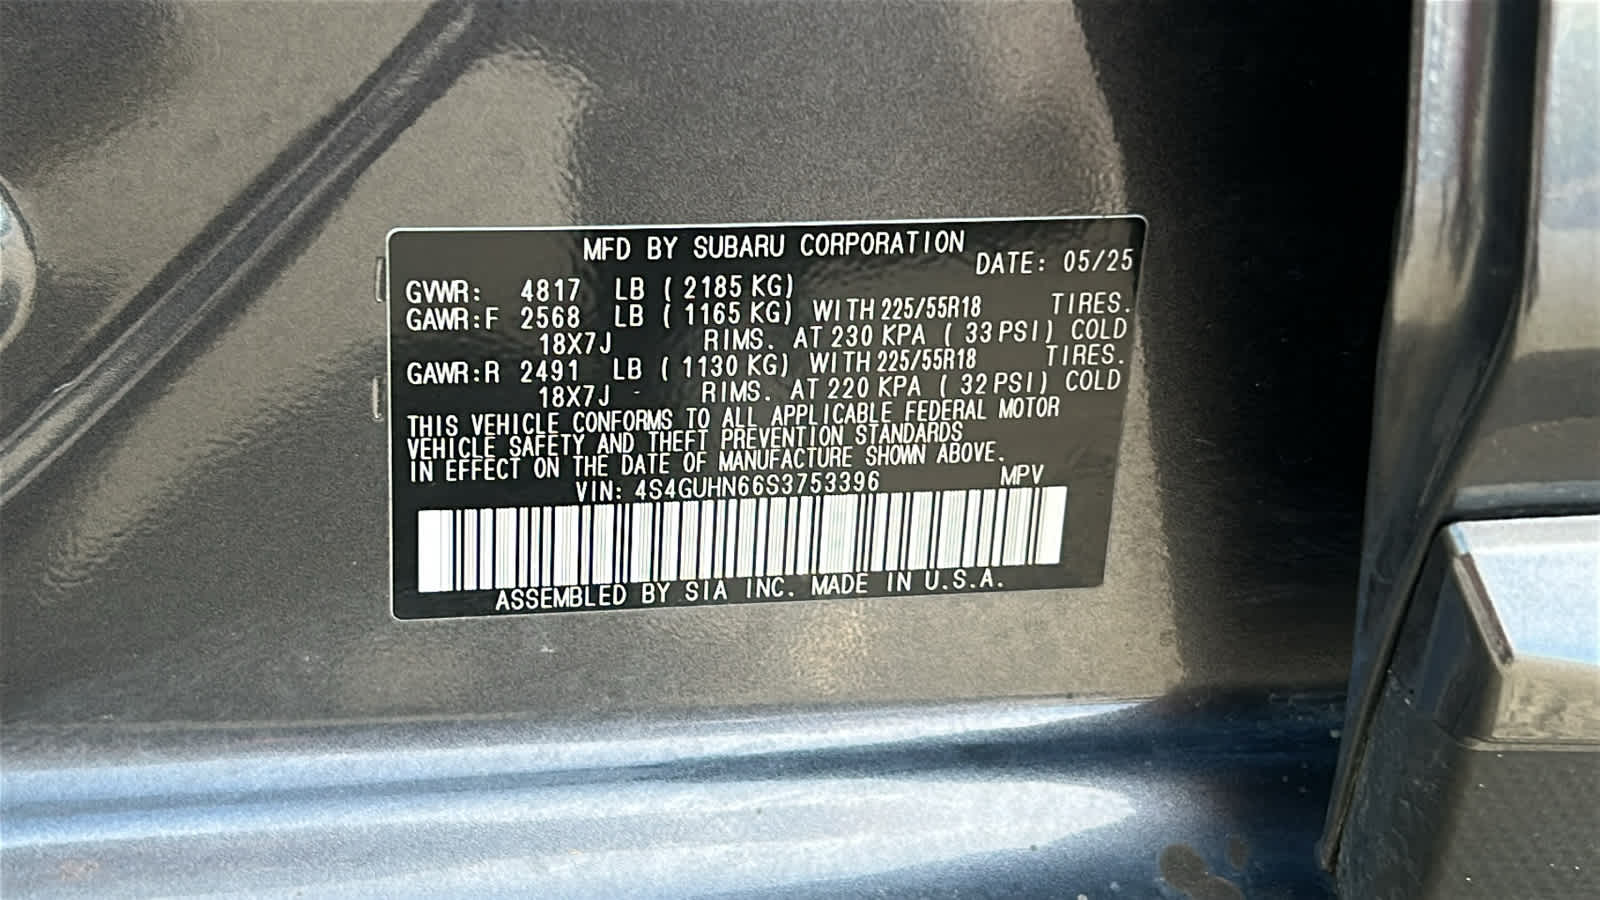 MFD BY SUBARU CORPORATION
DATE: 05/25
GVWR: 4817 LB ( 2185 KG)
GAWR:F 2568 LB ( 1165 KG) WITH 225/55R18 TIRES.
18X7J RIMS. AT 230 KPA ( 33 PSI) COLD
GAWR:R 2491 LB ( 1130 KG) WITH 225/55R18 TIRES.
18X7J - RIMS. AT 220 KPA ( 32 PSI) COLD
THIS VEHICLE CONFORMS TO ALL APPLICABLE FEDERAL MOTOR
VEHICLE SAFETY AND THEFT PREVENTION STANDARDS
IN EFFECT ON THE DATE OF MANUFACTURE SHOWN ABOVE.
VIN: 4S4GUHN66S3753396 MPV
ASSEMBLED BY SIA INC. MADE IN U.S.A.